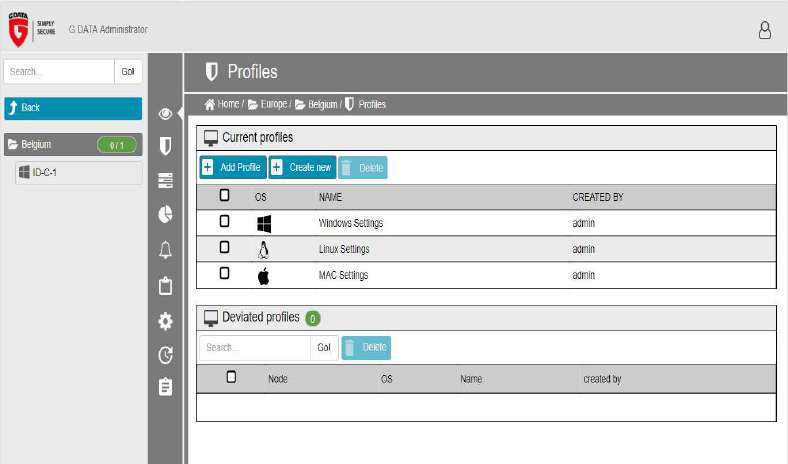 G DATA
SIMPLY
SECURE
G DATA Administrator
Search...
Go!
Back
Belgium
0 / 1
ID-C-1
Profiles
Home / Europe / Belgium / Profiles
Current profiles
Add Profile
Create new
Delete
OS NAME CREATED BY
Windows Settings admin
Linux Settings admin
MAC Settings admin
Deviated profiles 0
Search...
Go!
Delete
Node OS Name created by